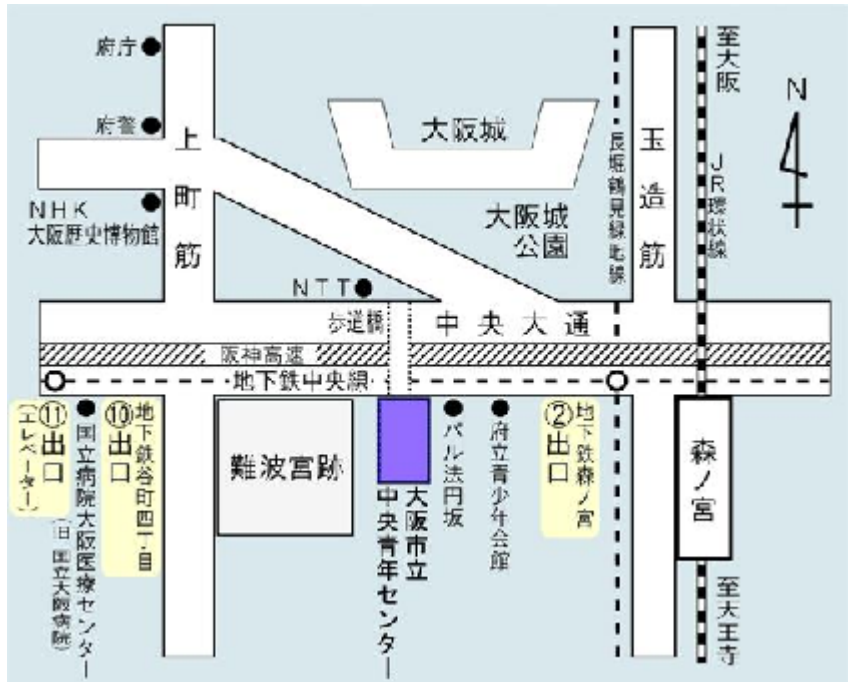 府庁
府警
NHK
大阪歴史博物館
上町筋
大阪城
大阪城
公園
長堀鶴見緑地線
玉造筋
至大阪
JR環状線
N
NTT
歩道橋
中央大通
阪神高速
地下鉄中央線
⑪出口
(エレベーター)
国立病院大阪医療センター
(旧 国立大阪病院)
地下鉄谷町四丁目
⑩出口
難波宮跡
大阪市立
中央青年センター
パル法円坂
府立青少年会館
地下鉄森ノ宮
②出口
森ノ宮
至天王寺